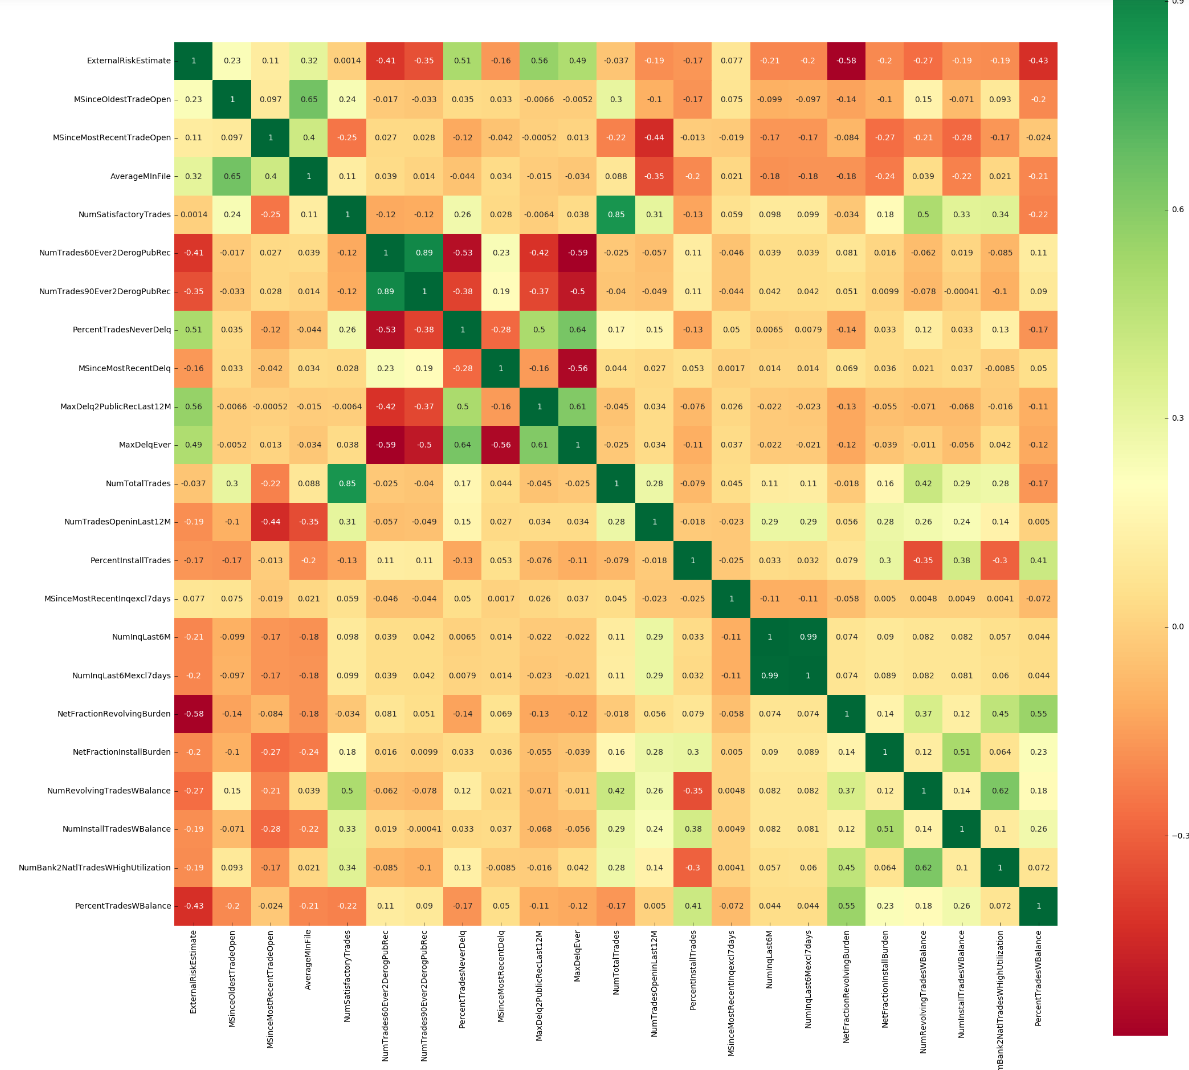 0.9
ExternalRiskEstimate 1 0.23 0.11 0.32 0.0014 -0.41 -0.35 0.51 -0.16 0.56 0.49 -0.037 -0.19 -0.17 0.077 -0.21 -0.2 -0.58 -0.2 -0.27 -0.19 -0.19 -0.43
MSinceOldestTradeOpen 0.23 1 0.097 0.65 0.24 -0.017 -0.033 0.035 0.033 -0.0066 -0.0052 0.3 -0.1 -0.17 0.075 -0.099 -0.097 -0.14 -0.1 0.15 -0.071 0.093 -0.2
MSinceMostRecentTradeOpen 0.11 0.097 1 0.4 -0.25 0.027 0.028 -0.12 -0.042 -0.00052 0.013 -0.22 -0.44 -0.013 -0.019 -0.17 -0.17 -0.084 -0.27 -0.21 -0.28 -0.17 -0.024
AverageMInFile 0.32 0.65 0.4 1 0.11 0.039 0.014 -0.044 0.034 -0.015 -0.034 0.088 -0.35 -0.2 0.021 -0.18 -0.18 -0.18 -0.24 0.039 -0.22 0.021 -0.21
NumSatisfactoryTrades 0.0014 0.24 -0.25 0.11 1 -0.12 -0.12 0.26 0.028 -0.0064 0.038 0.85 0.31 -0.13 0.059 0.098 0.099 -0.034 0.18 0.5 0.33 0.34 -0.22
0.6
NumTrades60Ever2DerogPubRec -0.41 -0.017 0.027 0.039 -0.12 1 0.89 -0.53 0.23 -0.42 -0.59 -0.025 -0.057 0.11 -0.046 0.039 0.039 0.081 0.016 -0.062 0.019 -0.085 0.11
NumTrades90Ever2DerogPubRec -0.35 -0.033 0.028 0.014 -0.12 0.89 1 -0.38 0.19 -0.37 -0.5 -0.04 -0.049 0.11 -0.044 0.042 0.042 0.051 0.0099 -0.078 -0.00041 -0.1 0.09
PercentTradesNeverDelq 0.51 0.035 -0.12 -0.044 0.26 -0.53 -0.38 1 -0.28 0.5 0.64 0.17 0.15 -0.13 0.05 0.0065 0.0079 -0.14 0.033 0.12 0.033 0.13 -0.17
MSinceMostRecentDelq -0.16 0.033 -0.042 0.034 0.028 0.23 0.19 -0.28 1 -0.16 -0.56 0.044 0.027 0.053 0.0017 0.014 0.014 0.069 0.036 0.021 0.037 -0.0085 0.05
MaxDelq2PublicRecLast12M 0.56 -0.0066 -0.00052 -0.015 -0.0064 -0.42 -0.37 0.5 -0.16 1 0.61 -0.045 0.034 -0.076 0.026 -0.022 -0.023 -0.13 -0.055 -0.071 -0.068 -0.016 -0.11
0.3
MaxDelqEver 0.49 -0.0052 0.013 -0.034 0.038 -0.59 -0.5 0.64 -0.56 0.61 1 -0.025 0.034 -0.11 0.037 -0.022 -0.021 -0.12 -0.039 -0.011 -0.056 0.042 -0.12
NumTotalTrades -0.037 0.3 -0.22 0.088 0.85 -0.025 -0.04 0.17 0.044 -0.045 -0.025 1 0.28 -0.079 0.045 0.11 0.11 -0.018 0.16 0.42 0.29 0.28 -0.17
NumTradesOpeninLast12M -0.19 -0.1 -0.44 -0.35 0.31 -0.057 -0.049 0.15 0.027 0.034 0.034 0.28 1 -0.018 -0.023 0.29 0.29 0.056 0.28 0.26 0.24 0.14 0.005
PercentInstallTrades -0.17 -0.17 -0.013 -0.2 -0.13 0.11 0.11 -0.13 0.053 -0.076 -0.11 -0.079 -0.018 1 -0.025 0.033 0.032 0.079 0.3 -0.35 0.38 -0.3 0.41
MSinceMostRecentInqexcl7days 0.077 0.075 -0.019 0.021 0.059 -0.046 -0.044 0.05 0.0017 0.026 0.037 0.045 -0.023 -0.025 1 -0.11 -0.11 -0.058 0.005 0.0048 0.0049 0.0041 -0.072
0.0
NumInqLast6M -0.21 -0.099 -0.17 -0.18 0.098 0.039 0.042 0.0065 0.014 -0.022 -0.022 0.11 0.29 0.033 -0.11 1 0.99 0.074 0.09 0.082 0.082 0.057 0.044
NumInqLast6Mexcl7days -0.2 -0.097 -0.17 -0.18 0.099 0.039 0.042 0.0079 0.014 -0.023 -0.021 0.11 0.29 0.032 -0.11 0.99 1 0.074 0.089 0.082 0.081 0.06 0.044
NetFractionRevolvingBurden -0.58 -0.14 -0.084 -0.18 -0.034 0.081 0.051 -0.14 0.069 -0.13 -0.12 -0.018 0.056 0.079 -0.058 0.074 0.074 1 0.14 0.37 0.12 0.45 0.55
NetFractionInstallBurden -0.2 -0.1 -0.27 -0.24 0.18 0.016 0.0099 0.033 0.036 -0.055 -0.039 0.16 0.28 0.3 0.005 0.09 0.089 0.14 1 0.12 0.51 0.064 0.23
NumRevolvingTradesWBalance -0.27 0.15 -0.21 0.039 0.5 -0.062 -0.078 0.12 0.021 -0.071 -0.011 0.42 0.26 -0.35 0.0048 0.082 0.082 0.37 0.12 1 0.14 0.62 0.18
NumInstallTradesWBalance -0.19 -0.071 -0.28 -0.22 0.33 0.019 -0.00041 0.033 0.037 -0.068 -0.056 0.29 0.24 0.38 0.0049 0.082 0.081 0.12 0.51 0.14 1 0.1 0.26
−0.3
NumBank2NatlTradesWHighUtilization -0.19 0.093 -0.17 0.021 0.34 -0.085 -0.1 0.13 -0.0085 -0.016 0.042 0.28 0.14 -0.3 0.0041 0.057 0.06 0.45 0.064 0.62 0.1 1 0.072
PercentTradesWBalance -0.43 -0.2 -0.024 -0.21 -0.22 0.11 0.09 -0.17 0.05 -0.11 -0.12 -0.17 0.005 0.41 -0.072 0.044 0.044 0.55 0.23 0.18 0.26 0.072 1
ExternalRiskEstimate
MSinceOldestTradeOpen
MSinceMostRecentTradeOpen
AverageMInFile
NumSatisfactoryTrades
NumTrades60Ever2DerogPubRec
NumTrades90Ever2DerogPubRec
PercentTradesNeverDelq
MSinceMostRecentDelq
MaxDelq2PublicRecLast12M
MaxDelqEver
NumTotalTrades
NumTradesOpeninLast12M
PercentInstallTrades
MSinceMostRecentInqexcl7days
NumInqLast6M
NumInqLast6Mexcl7days
NetFractionRevolvingBurden
NetFractionInstallBurden
NumRevolvingTradesWBalance
NumInstallTradesWBalance
mBank2NatlTradesWHighUtilization
PercentTradesWBalance